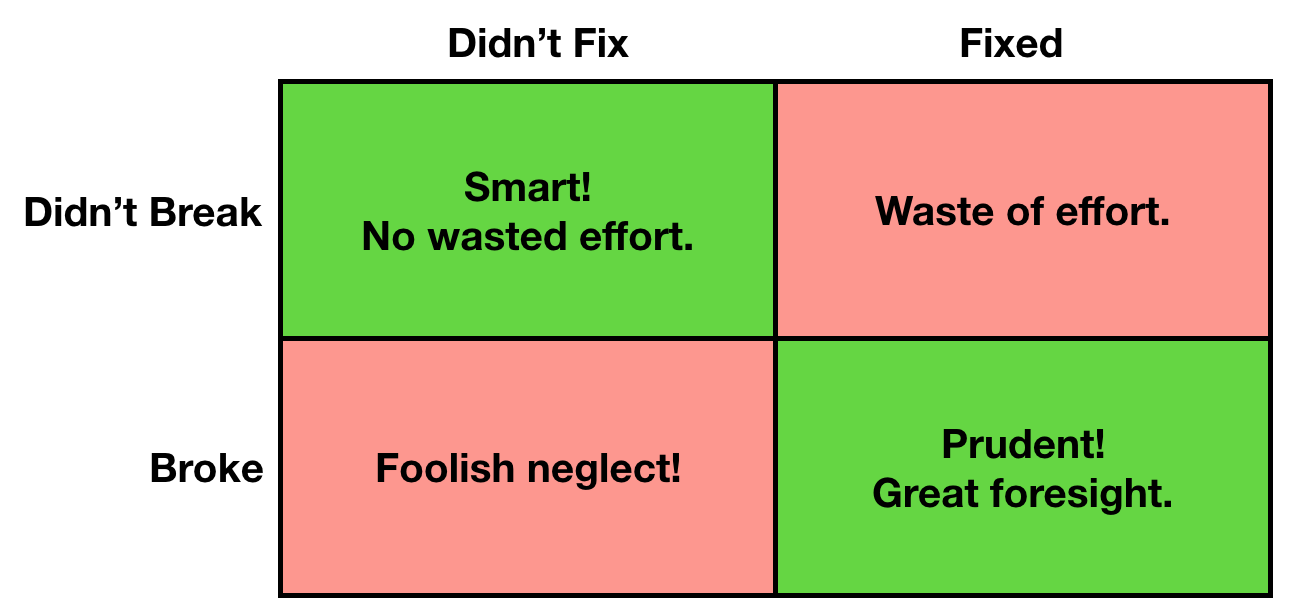 Didn’t Fix
Fixed
Didn’t Break
Smart!
No wasted effort.
Waste of effort.
Broke
Foolish neglect!
Prudent!
Great foresight.